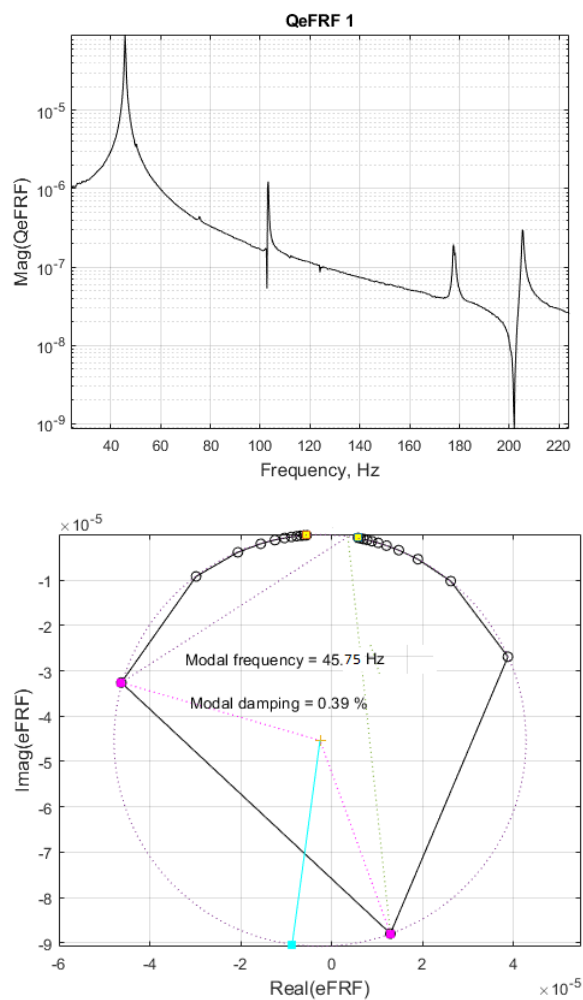 QeFRF 1
Mag(QeFRF)
10^-5
10^-6
10^-7
10^-8
10^-9
40 60 80 100 120 140 160 180 200 220
Frequency, Hz
× 10^-5
Imag(eFRF)
-1
-2
-3
-4
-5
-6
-7
-8
-9
Modal frequency = 45.75 Hz
Modal damping = 0.39 %
-6 -4 -2 0 2 4
Real(eFRF)
× 10^-5